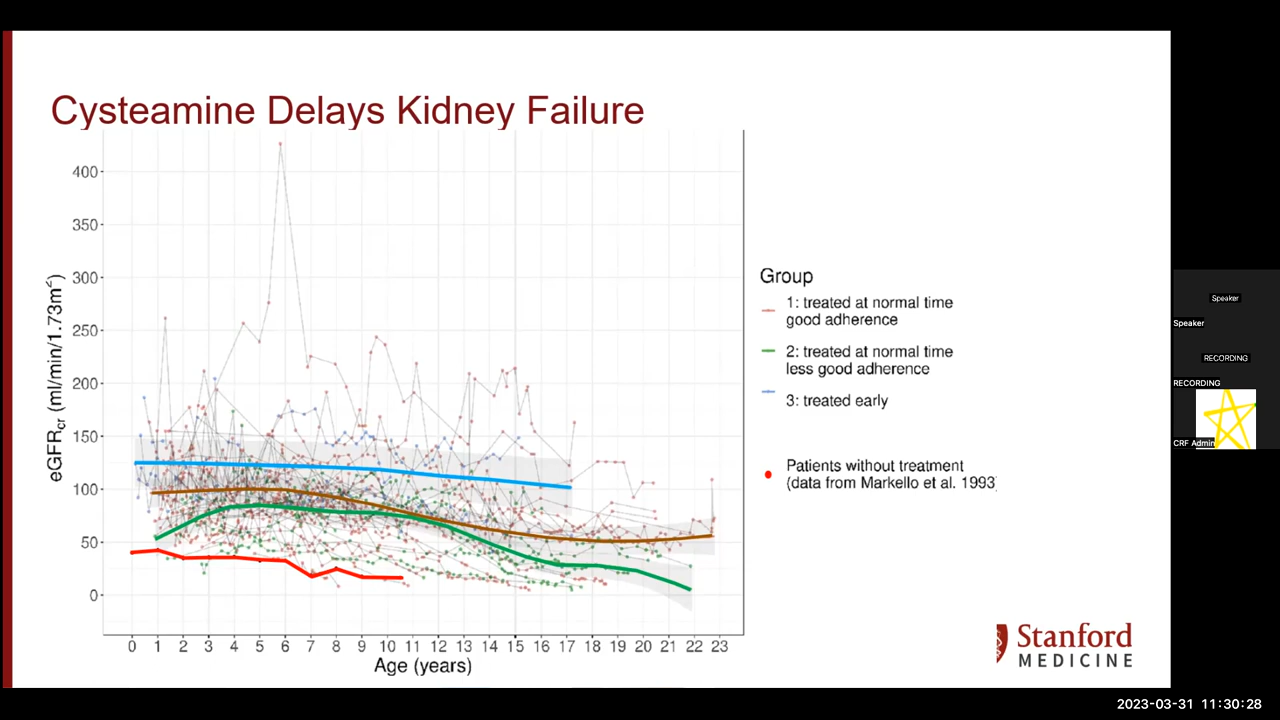 Cysteamine Delays Kidney Failure
eGFRcr (ml/min/1.73m²)
400
350
300
250
200
150
100
50
0
0 1 2 3 4 5 6 7 8 9 10 11 12 13 14 15 16 17 18 19 20 21 22 23
Age (years)
Group
1: treated at normal time
good adherence
2: treated at normal time
less good adherence
3: treated early
Patients without treatment
(data from Markello et al. 1993)
Stanford
MEDICINE
Speaker
Speaker
RECORDING
RECORDING
CRF Admin
2023-03-31 11:30:28